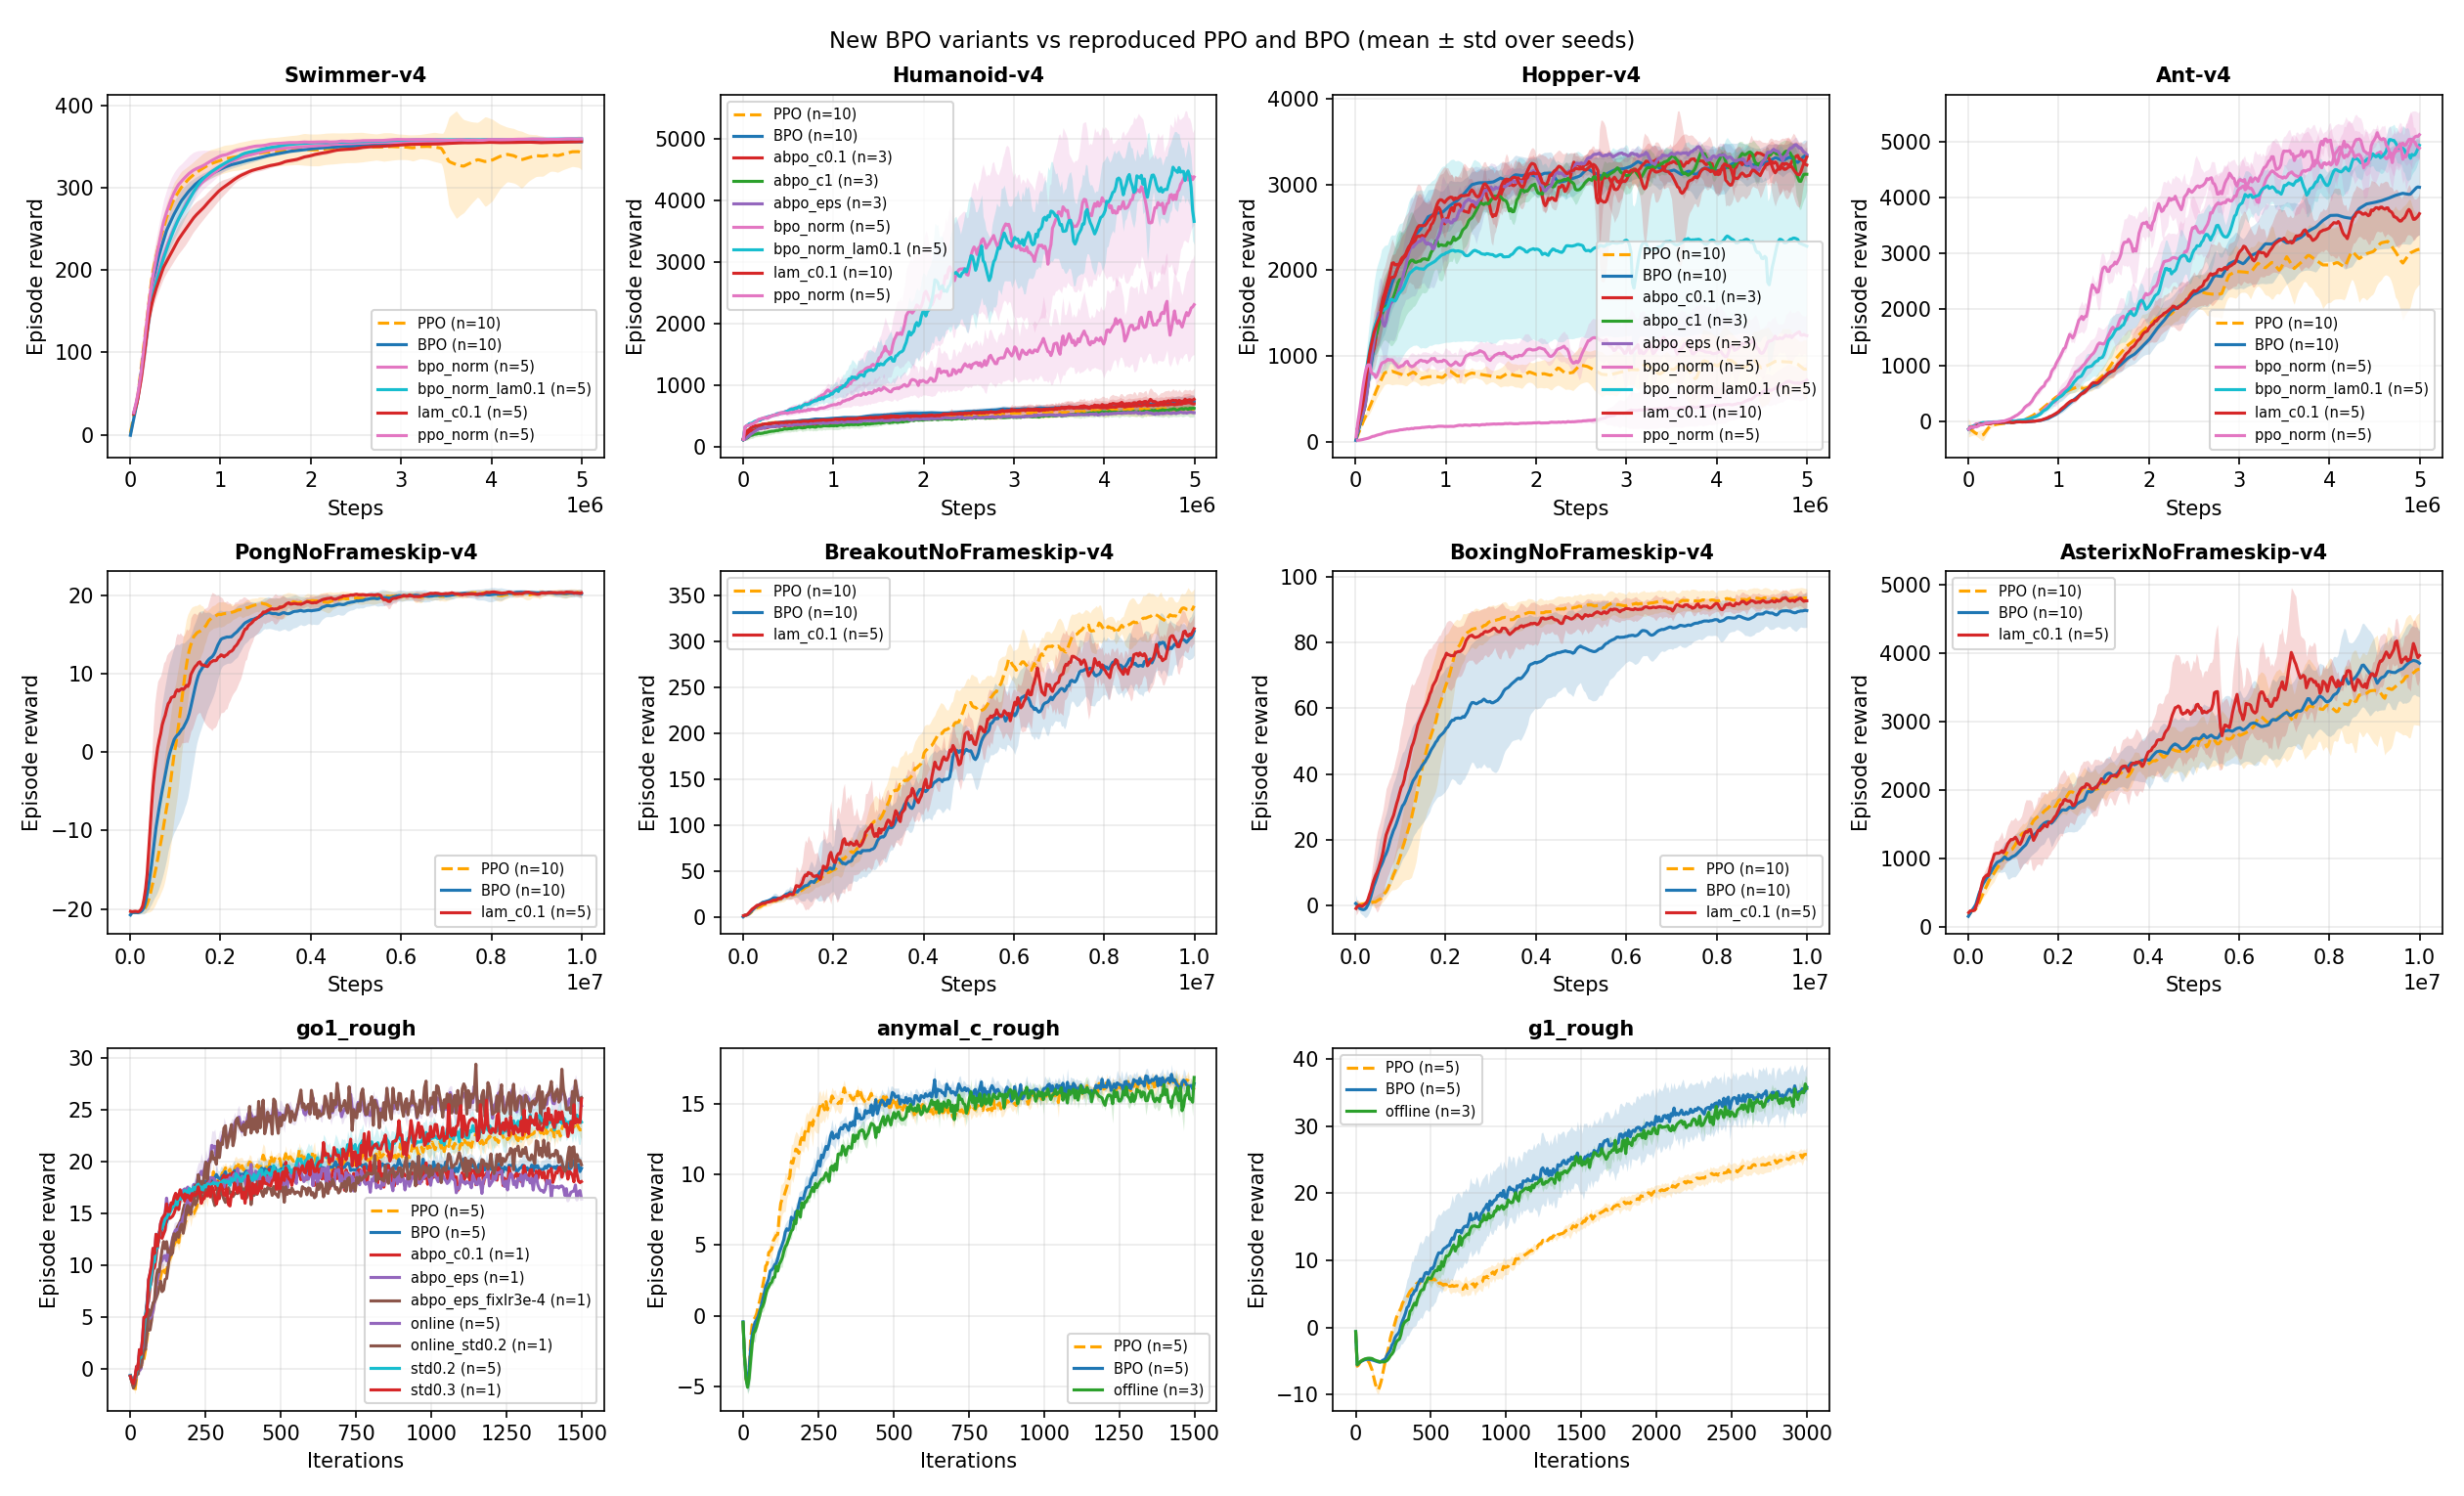 New BPO variants vs reproduced PPO and BPO (mean ± std over seeds)
Swimmer-v4
400
300
200
100
0
Episode reward
PPO (n=10)
BPO (n=10)
bpo_norm (n=5)
bpo_norm_lam0.1 (n=5)
lam_c0.1 (n=5)
ppo_norm (n=5)
0 1 2 3 4 5
1e6
Steps
Humanoid-v4
5000
4000
3000
2000
1000
0
Episode reward
PPO (n=10)
BPO (n=10)
abpo_c0.1 (n=3)
abpo_c1 (n=3)
abpo_eps (n=3)
bpo_norm (n=5)
bpo_norm_lam0.1 (n=5)
lam_c0.1 (n=10)
ppo_norm (n=5)
0 1 2 3 4 5
1e6
Steps
Hopper-v4
4000
3000
2000
1000
0
Episode reward
PPO (n=10)
BPO (n=10)
abpo_c0.1 (n=3)
abpo_c1 (n=3)
abpo_eps (n=3)
bpo_norm (n=5)
bpo_norm_lam0.1 (n=5)
lam_c0.1 (n=10)
ppo_norm (n=5)
0 1 2 3 4 5
1e6
Steps
Ant-v4
5000
4000
3000
2000
1000
0
Episode reward
PPO (n=10)
BPO (n=10)
bpo_norm (n=5)
bpo_norm_lam0.1 (n=5)
lam_c0.1 (n=5)
ppo_norm (n=5)
0 1 2 3 4 5
1e6
Steps
PongNoFrameskip-v4
20
10
0
−10
−20
Episode reward
PPO (n=10)
BPO (n=10)
lam_c0.1 (n=5)
0.0 0.2 0.4 0.6 0.8 1.0
1e7
Steps
BreakoutNoFrameskip-v4
350
300
250
200
150
100
50
0
Episode reward
PPO (n=10)
BPO (n=10)
lam_c0.1 (n=5)
0.0 0.2 0.4 0.6 0.8 1.0
1e7
Steps
BoxingNoFrameskip-v4
100
80
60
40
20
0
Episode reward
PPO (n=10)
BPO (n=10)
lam_c0.1 (n=5)
0.0 0.2 0.4 0.6 0.8 1.0
1e7
Steps
AsterixNoFrameskip-v4
5000
4000
3000
2000
1000
0
Episode reward
PPO (n=10)
BPO (n=10)
lam_c0.1 (n=5)
0.0 0.2 0.4 0.6 0.8 1.0
1e7
Steps
go1_rough
30
25
20
15
10
5
0
Episode reward
PPO (n=5)
BPO (n=5)
abpo_c0.1 (n=1)
abpo_eps (n=1)
abpo_eps_fixlr3e-4 (n=1)
online (n=5)
online_std0.2 (n=1)
std0.2 (n=5)
std0.3 (n=1)
0 250 500 750 1000 1250 1500
Iterations
anymal_c_rough
15
10
5
0
−5
Episode reward
PPO (n=5)
BPO (n=5)
offline (n=3)
0 250 500 750 1000 1250 1500
Iterations
g1_rough
40
30
20
10
0
−10
Episode reward
PPO (n=5)
BPO (n=5)
offline (n=3)
0 500 1000 1500 2000 2500 3000
Iterations